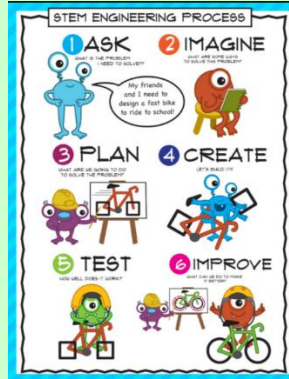 STEM ENGINEERING PROCESS
1 ASK
WHAT IS THE PROBLEM
I NEED TO SOLVE??
2 IMAGINE
WHAT ARE SOME WAYS
TO SOLVE THE PROBLEM?
My friends
and I need to
design a fast bike
to ride to school!
3 PLAN
WHAT ARE WE GOING TO DO
TO SOLVE THE PROBLEM?
4 CREATE
LET'S BUILD IT!!
5 TEST
HOW WELL DOES IT WORK?
6 IMPROVE
WHAT CAN WE DO TO MAKE
IT BETTER?